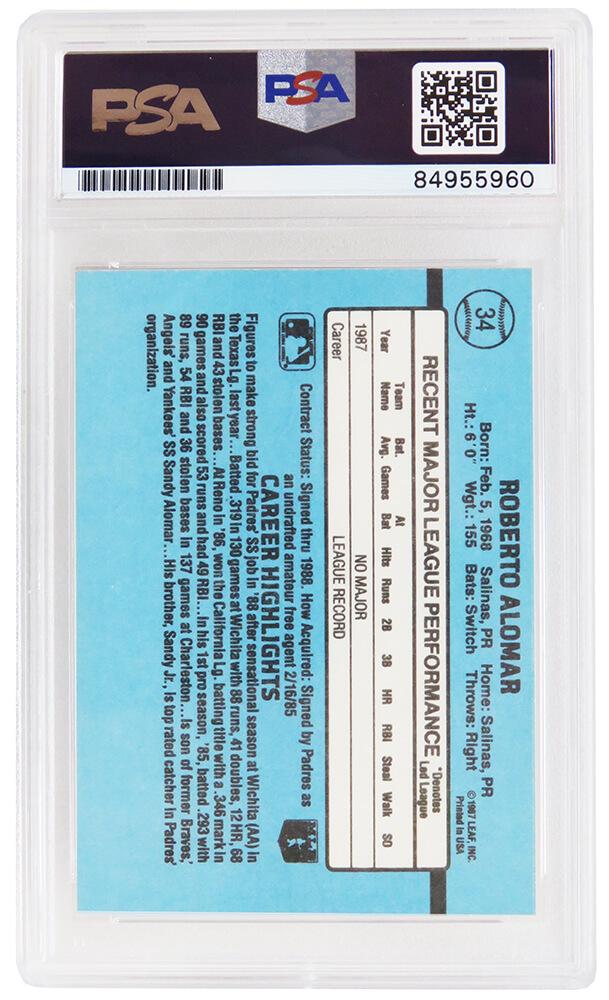 PSA
PSA
84955960
34
ROBERTO ALOMAR
Born: Feb. 5, 1968 Salinas, PR Home: Salinas, PR
Ht.: 6' 0" Wgt.: 155 Bats: Switch Throws: Right
©1987 LEAF, INC.
Printed in USA
RECENT MAJOR LEAGUE PERFORMANCE *Denotes Led League
Year Team Name Bat. Avg. Games At Bat Hits Runs 2B 3B HR RBI Steal Walk SO
1987 NO MAJOR
Career LEAGUE RECORD
Contract Status: Signed thru 1988. How Acquired: Signed by Padres as
an undrafted amateur free agent 2/16/85
CAREER HIGHLIGHTS
Figures to make strong bid for Padres' SS job in '88 after sensational season at Wichita (AA) in
the Texas Lg. last year... Batted .319 in 130 games at Wichita with 88 runs, 41 doubles, 12 HR, 68
RBI and 43 stolen bases... At Reno in '86, won the California Lg. batting title with a .346 mark in
90 games and also scored 53 runs and had 49 RBI... In his 1st pro season, '85, batted .293 with
89 runs, 54 RBI and 36 stolen bases in 137 games at Charleston... Is son of former Braves,'
Angels' and Yankees' SS Sandy Alomar... His brother, Sandy Jr., is top rated catcher in Padres'
organization.